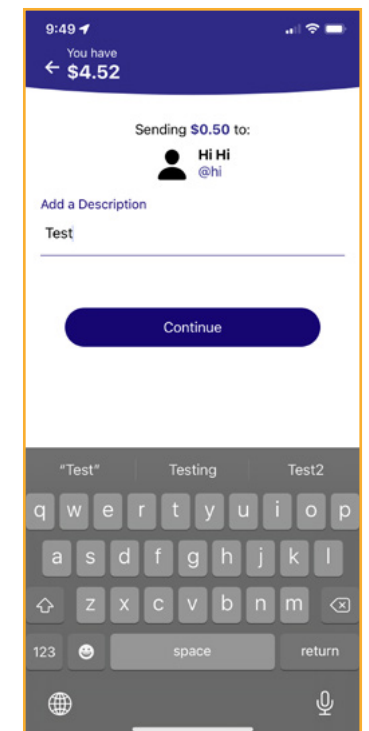 9:49
You have
$4.52
Sending $0.50 to:
Hi Hi
@hi
Add a Description
Test
Continue
“Test” Testing Test2
q w e r t y u i o p
a s d f g h j k l
z x c v b n m
123 space return